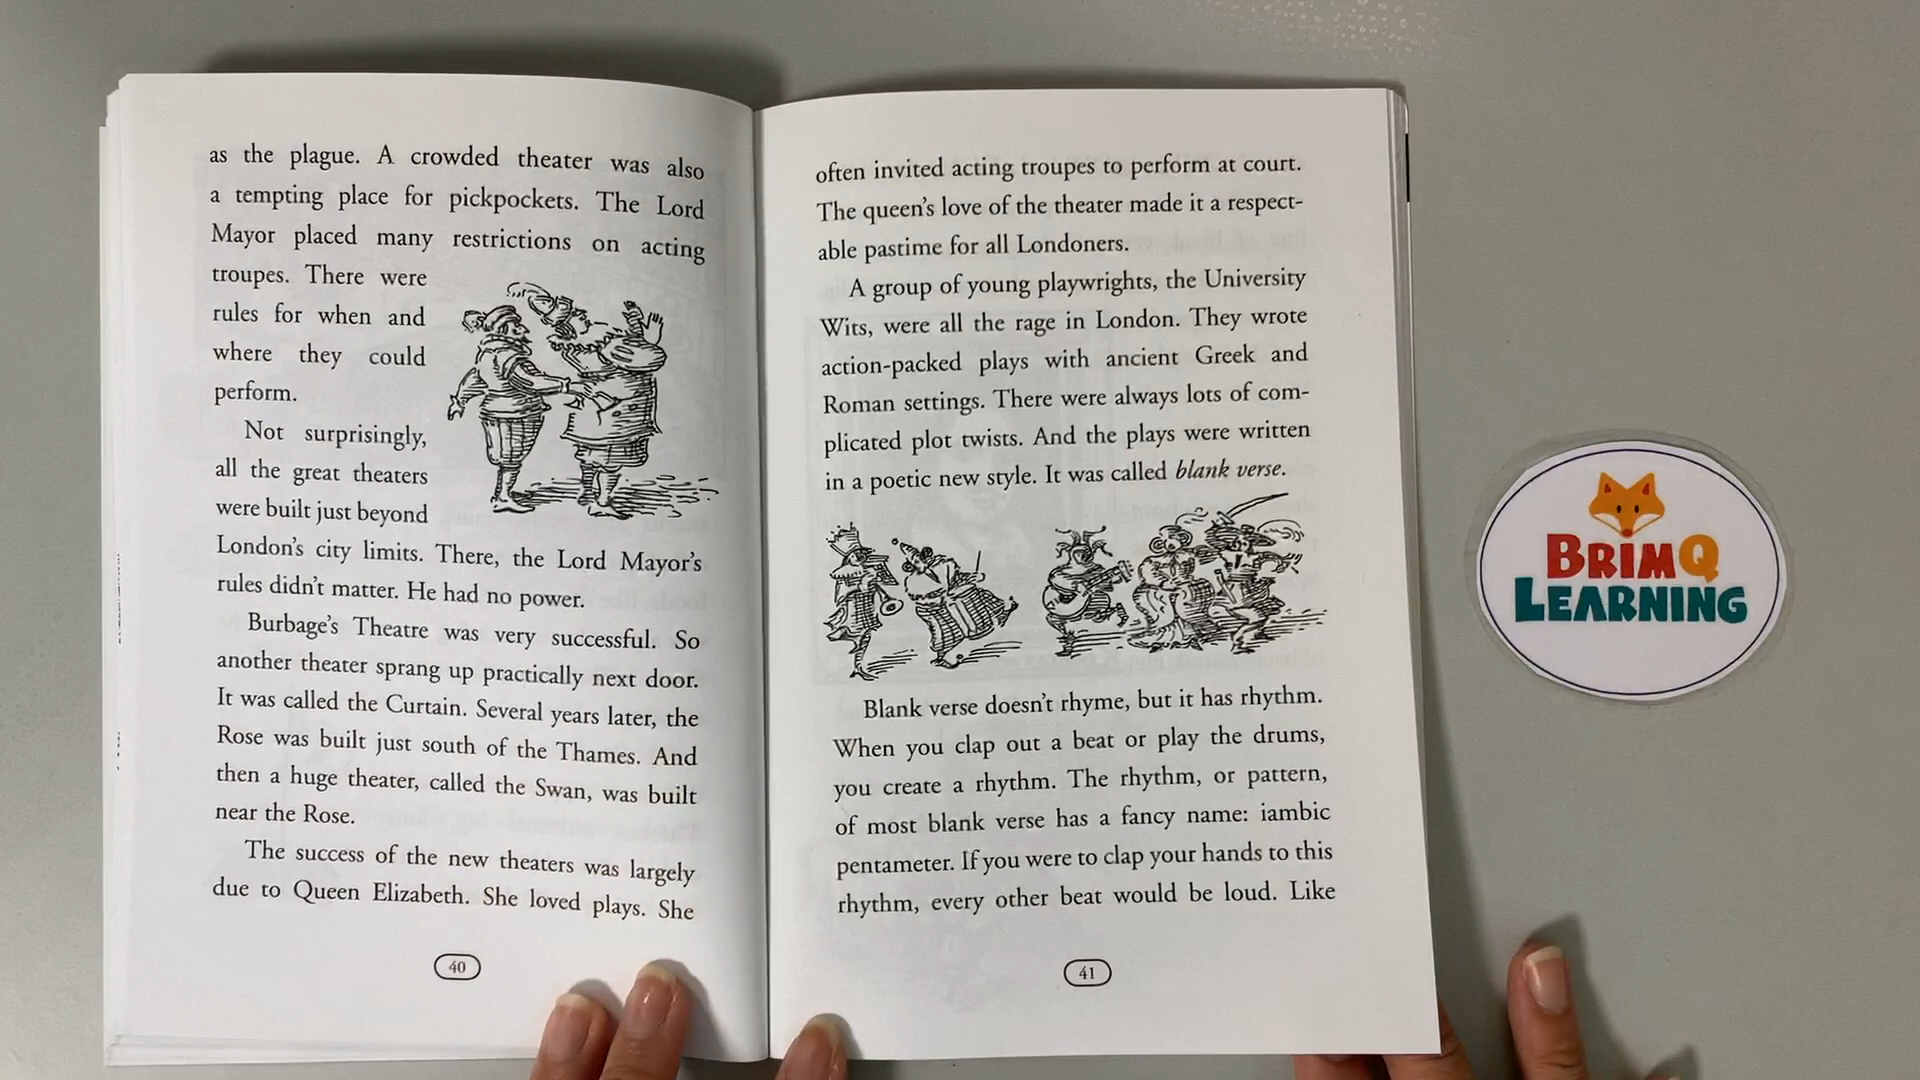 as the plague. A crowded theater was also
a tempting place for pickpockets. The Lord
Mayor placed many restrictions on acting
troupes. There were
rules for when and
where they could
perform.
Not surprisingly,
all the great theaters
were built just beyond
London's city limits. There, the Lord Mayor's
rules didn't matter. He had no power.
Burbage's Theatre was very successful. So
another theater sprang up practically next door.
It was called the Curtain. Several years later, the
Rose was built just south of the Thames. And
then a huge theater, called the Swan, was built
near the Rose.
The success of the new theaters was largely
due to Queen Elizabeth. She loved plays. She
40
often invited acting troupes to perform at court.
The queen's love of the theater made it a respect-
able pastime for all Londoners.
A group of young playwrights, the University
Wits, were all the rage in London. They wrote
action-packed plays with ancient Greek and
Roman settings. There were always lots of com-
plicated plot twists. And the plays were written
in a poetic new style. It was called blank verse.
Blank verse doesn't rhyme, but it has rhythm.
When you clap out a beat or play the drums,
you create a rhythm. The rhythm, or pattern,
of most blank verse has a fancy name: iambic
pentameter. If you were to clap your hands to this
rhythm, every other beat would be loud. Like
41
BRIMQ
LEARNING